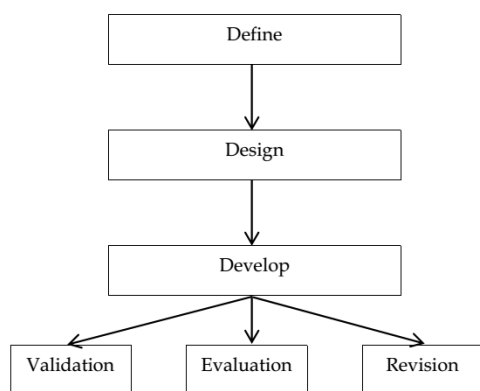 Define
Design
Develop
Validation
Evaluation
Revision